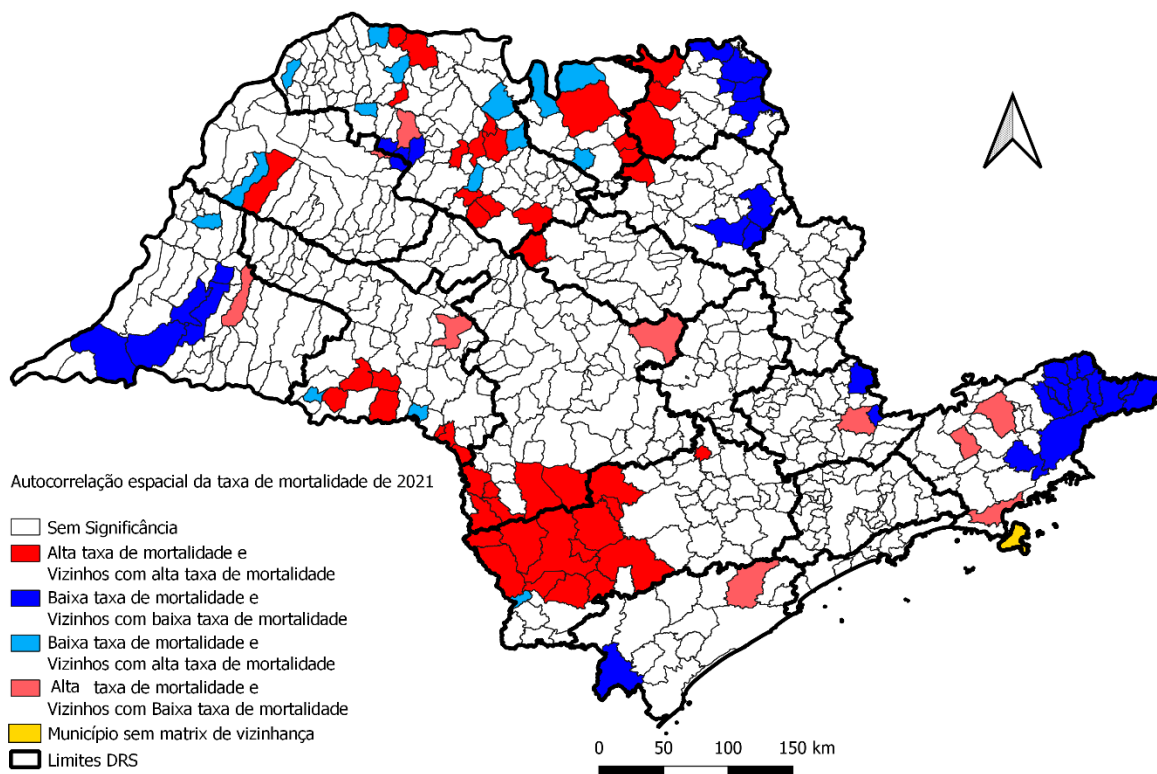 Autocorrelação espacial da taxa de mortalidade de 2021
Sem Significância
Alta taxa de mortalidade e
Vizinhos com alta taxa de mortalidade
Baixa taxa de mortalidade e
Vizinhos com baixa taxa de mortalidade
Baixa taxa de mortalidade e
Vizinhos com alta taxa de mortalidade
Alta taxa de mortalidade e
Vizinhos com Baixa taxa de mortalidade
Município sem matrix de vizinhança
Limites DRS
0 50 100 150 km